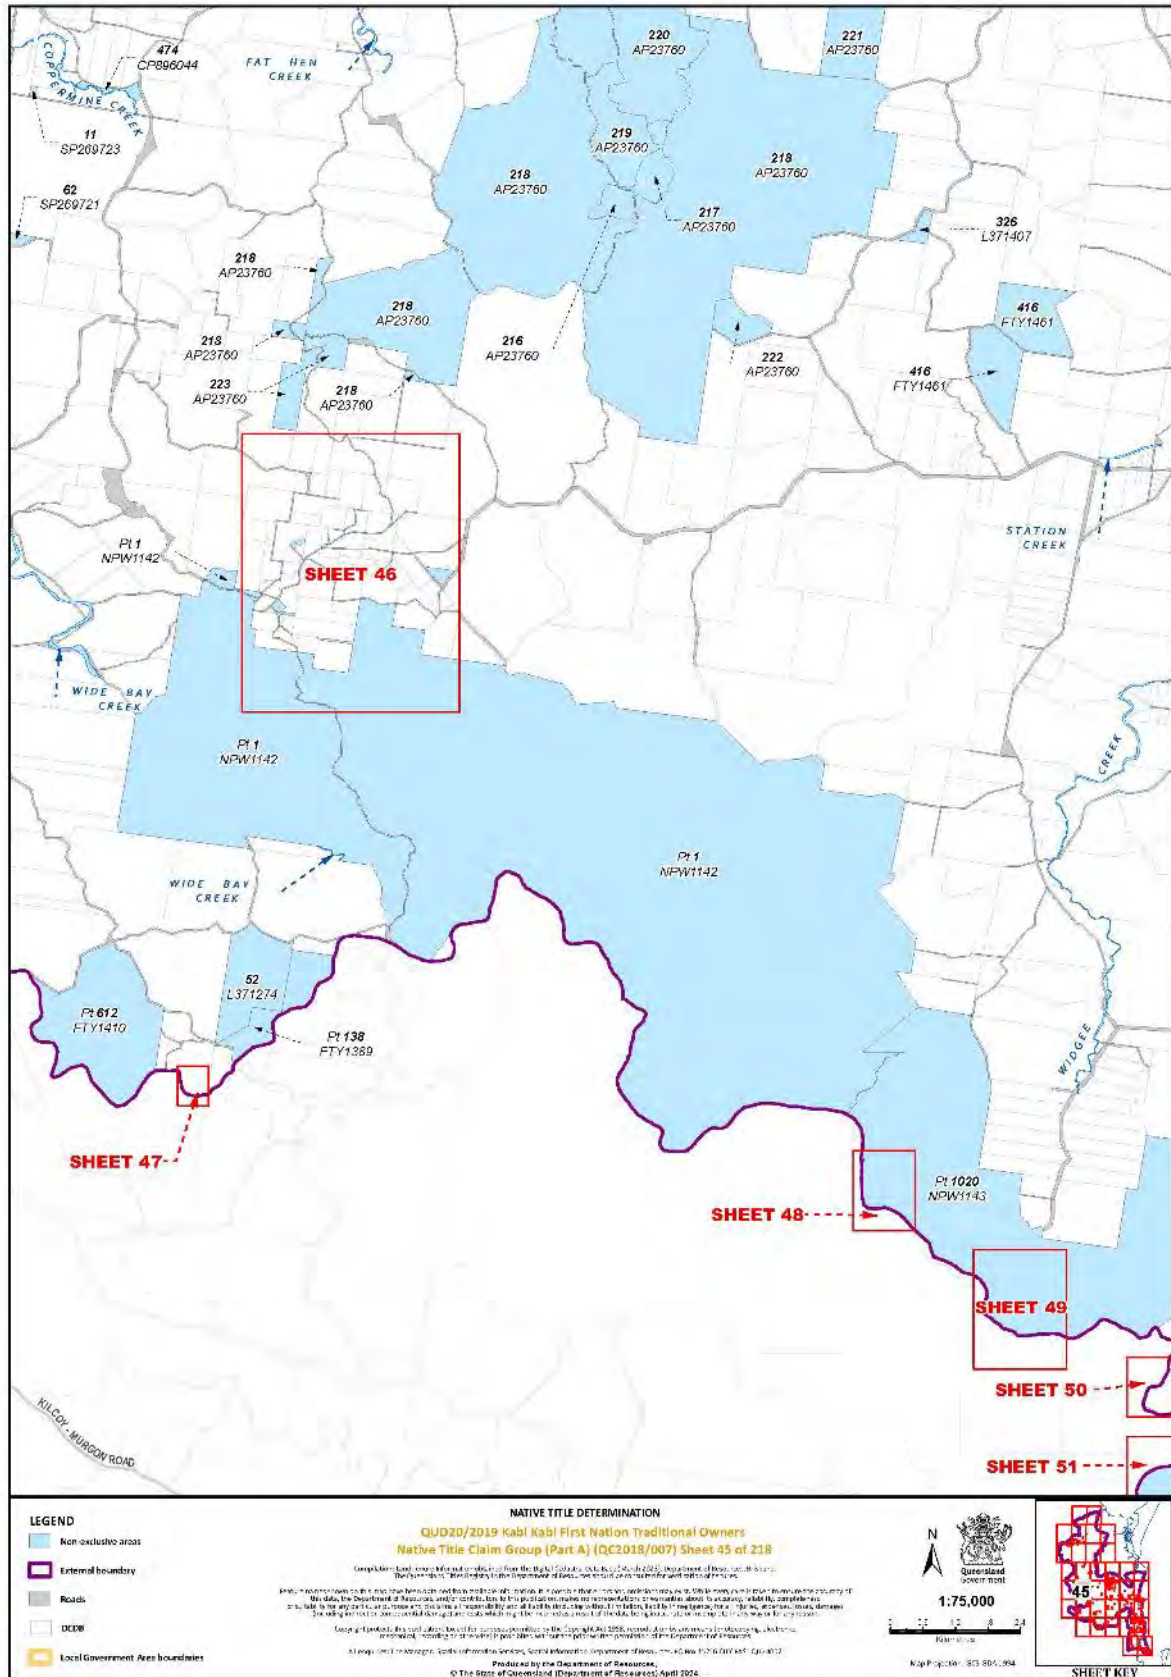 474
CP896044
COPPERMINE CREEK
FAT HEN
CREEK
220
AP23760
221
AP23760
11
SP269723
219
AP23760
218
AP23760
218
AP23760
62
SP269721
217
AP23760
326
L371407
218
AP23760
218
AP23760
416
FTY1461
218
AP23760
216
AP23760
222
AP23760
416
FTY1461
223
AP23760
218
AP23760
STATION
CREEK
Pt 1
NPW1142
SHEET 46
WIDE BAY
CREEK
Pt 1
NPW1142
CREEK
Pt 1
NPW1142
WIDE BAY
CREEK
52
L371274
Pt 612
FTY1410
Pt 138
FTY1389
WIDGEE
SHEET 47
Pt 1020
NPW1143
SHEET 48
SHEET 49
SHEET 50
SHEET 51
KILCOY - MURGON ROAD
LEGEND
Non-exclusive areas
External boundary
Roads
DCDB
Local Government Area boundaries
NATIVE TITLE DETERMINATION
QUD20/2019 Kabi Kabi First Nation Traditional Owners
Native Title Claim Group (Part A) (QC2018/007) Sheet 45 of 218
Produced by the Department of Resources,
© The State of Queensland (Department of Resources) April 2024
N
Queensland
Government
1:75,000
Kilometres
45
SHEET KEY